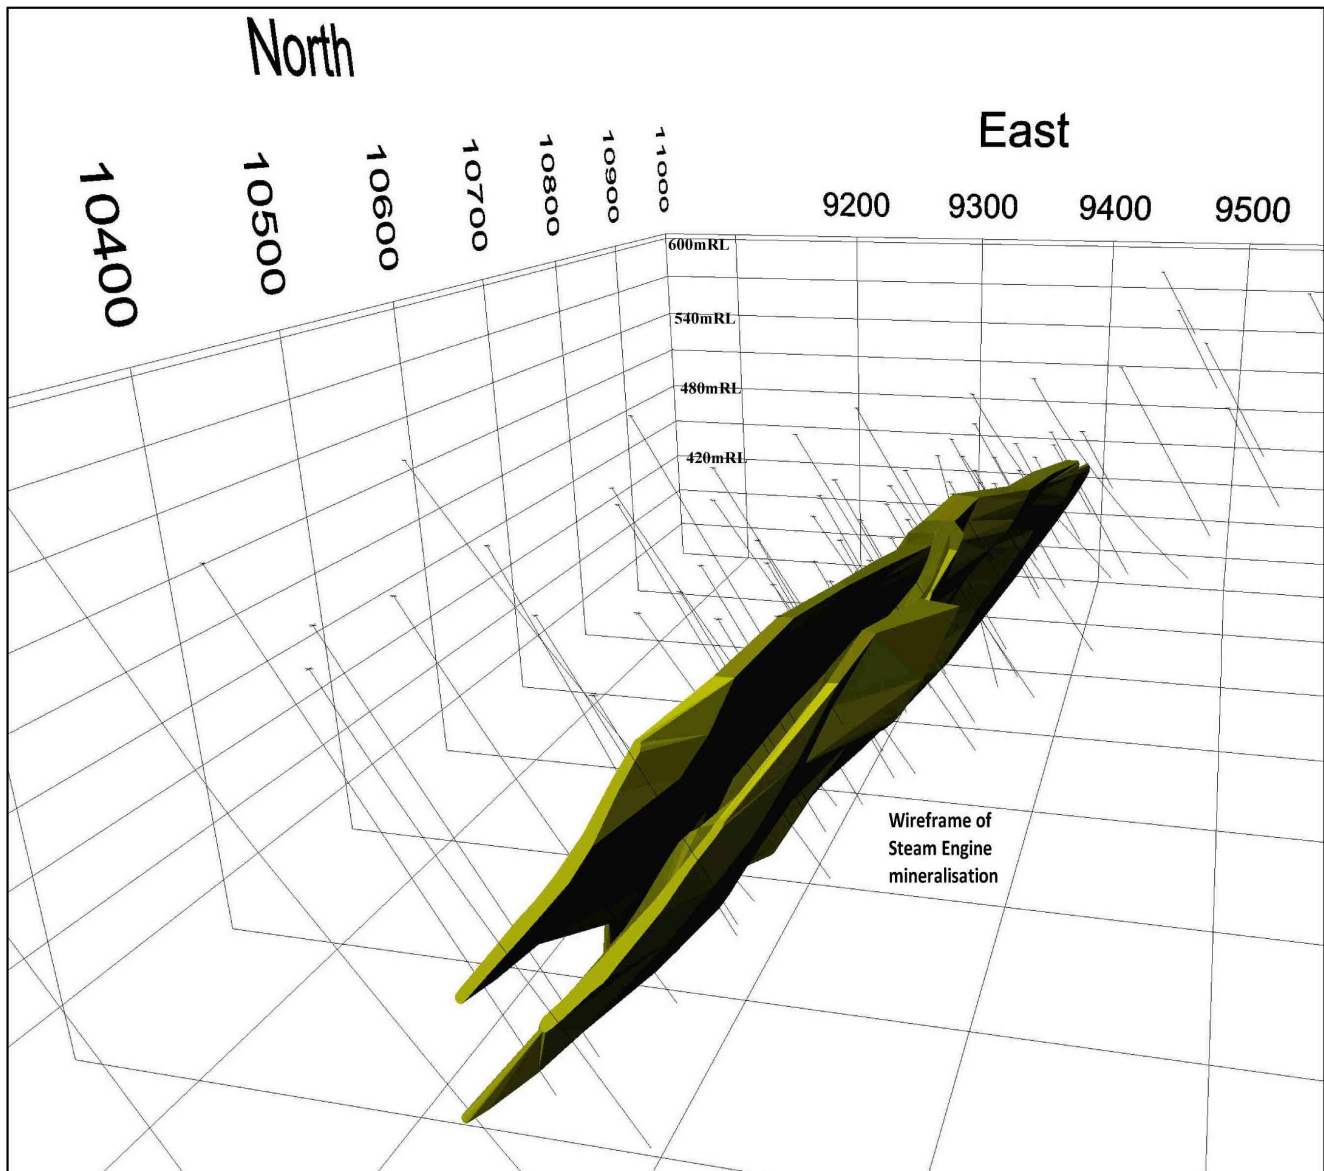 North
East
10400
10500
10600
10700
10800
10900
11000
9200
9300
9400
9500
600mRL
540mRL
480mRL
420mRL
Wireframe of
Steam Engine
mineralisation